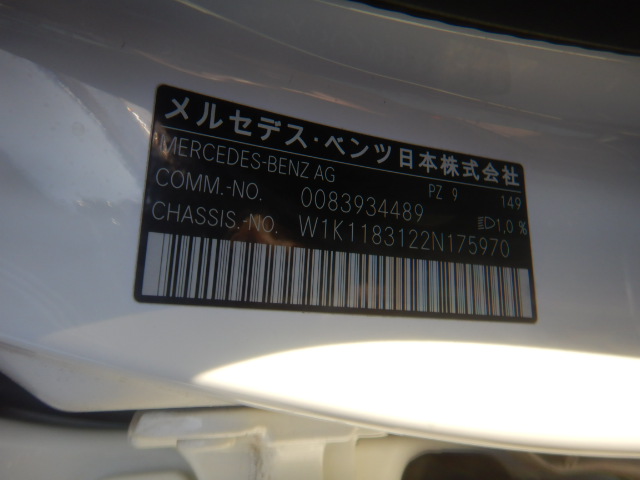 メルセデス・ベンツ日本株式会社
MERCEDES-BENZ AG PZ 9 149
COMM.-NO. 0083934489 1,0 %
CHASSIS.-NO. W1K1183122N175970